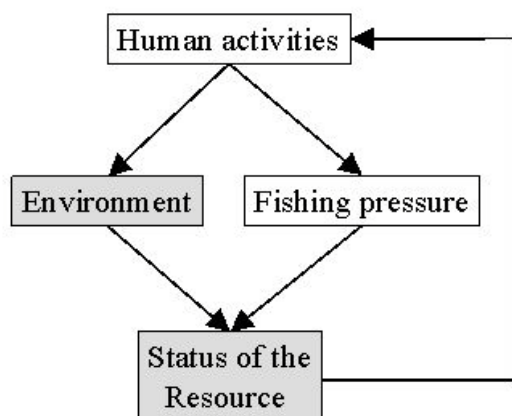 Human activities
Environment
Fishing pressure
Status of the
Resource